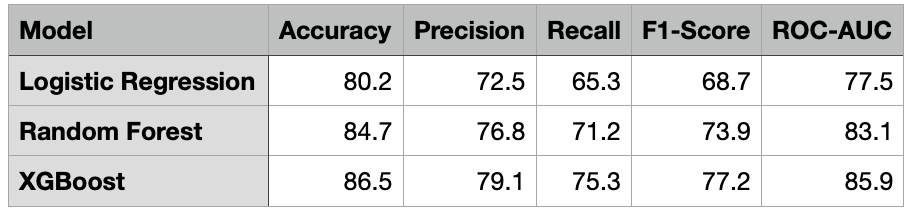 Model Accuracy Precision Recall F1-Score ROC-AUC
Logistic Regression 80.2 72.5 65.3 68.7 77.5
Random Forest 84.7 76.8 71.2 73.9 83.1
XGBoost 86.5 79.1 75.3 77.2 85.9